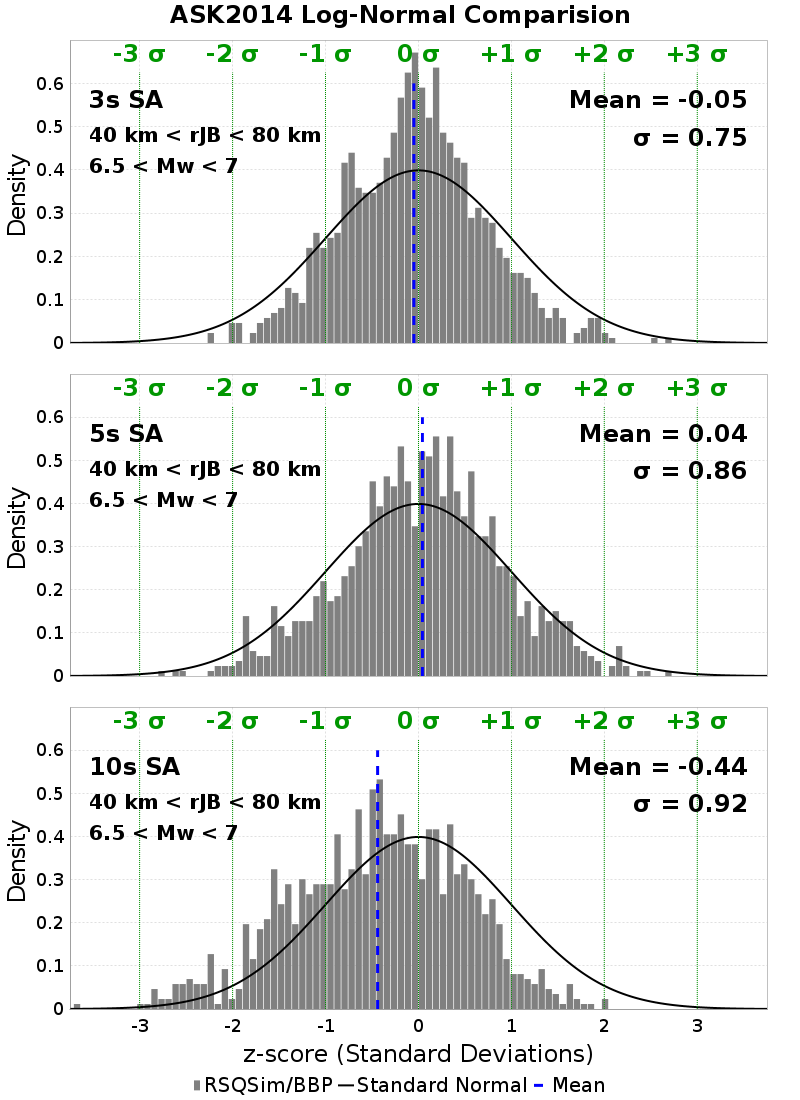 ASK2014 Log-Normal Comparision
-3 σ -2 σ -1 σ 0 σ +1 σ +2 σ +3 σ
3s SA
40 km < rJB < 80 km
6.5 < Mw < 7
Mean = -0.05
σ = 0.75
Density
0.6
0.5
0.4
0.3
0.2
0.1
0
-3 σ -2 σ -1 σ 0 σ +1 σ +2 σ +3 σ
5s SA
40 km < rJB < 80 km
6.5 < Mw < 7
Mean = 0.04
σ = 0.86
Density
0.6
0.5
0.4
0.3
0.2
0.1
0
-3 σ -2 σ -1 σ 0 σ +1 σ +2 σ +3 σ
10s SA
40 km < rJB < 80 km
6.5 < Mw < 7
Mean = -0.44
σ = 0.92
Density
0.6
0.5
0.4
0.3
0.2
0.1
0
-3 -2 -1 0 1 2 3
z-score (Standard Deviations)
RSQSim/BBP Standard Normal Mean